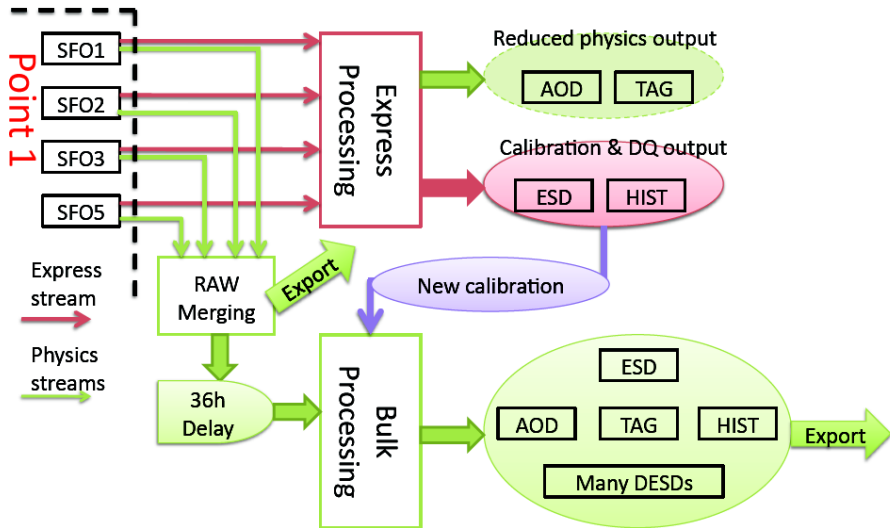 Point 1
SFO1
SFO2
SFO3
SFO5
Express
Processing
Reduced physics output
AOD
TAG
Calibration & DQ output
ESD
HIST
Express
stream
Physics
streams
RAW
Merging
Export
New calibration
36h
Delay
Bulk
Processing
ESD
AOD
TAG
HIST
Many DESDs
Export